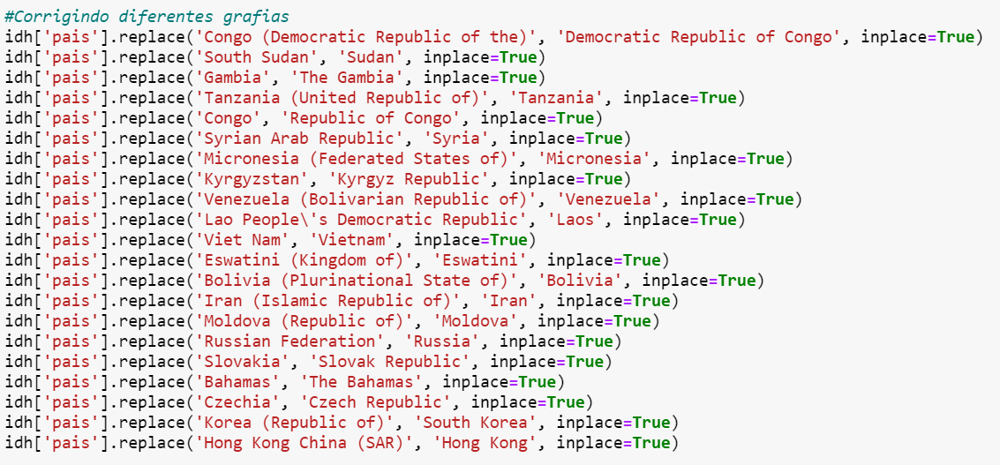 #Corrigindo diferentes grafias
idh['pais'].replace('Congo (Democratic Republic of the)', 'Democratic Republic of Congo', inplace=True)
idh['pais'].replace('South Sudan', 'Sudan', inplace=True)
idh['pais'].replace('Gambia', 'The Gambia', inplace=True)
idh['pais'].replace('Tanzania (United Republic of)', 'Tanzania', inplace=True)
idh['pais'].replace('Congo', 'Republic of Congo', inplace=True)
idh['pais'].replace('Syrian Arab Republic', 'Syria', inplace=True)
idh['pais'].replace('Micronesia (Federated States of)', 'Micronesia', inplace=True)
idh['pais'].replace('Kyrgyzstan', 'Kyrgyz Republic', inplace=True)
idh['pais'].replace('Venezuela (Bolivarian Republic of)', 'Venezuela', inplace=True)
idh['pais'].replace('Lao People\'s Democratic Republic', 'Laos', inplace=True)
idh['pais'].replace('Viet Nam', 'Vietnam', inplace=True)
idh['pais'].replace('Eswatini (Kingdom of)', 'Eswatini', inplace=True)
idh['pais'].replace('Bolivia (Plurinational State of)', 'Bolivia', inplace=True)
idh['pais'].replace('Iran (Islamic Republic of)', 'Iran', inplace=True)
idh['pais'].replace('Moldova (Republic of)', 'Moldova', inplace=True)
idh['pais'].replace('Russian Federation', 'Russia', inplace=True)
idh['pais'].replace('Slovakia', 'Slovak Republic', inplace=True)
idh['pais'].replace('Bahamas', 'The Bahamas', inplace=True)
idh['pais'].replace('Czechia', 'Czech Republic', inplace=True)
idh['pais'].replace('Korea (Republic of)', 'South Korea', inplace=True)
idh['pais'].replace('Hong Kong China (SAR)', 'Hong Kong', inplace=True)